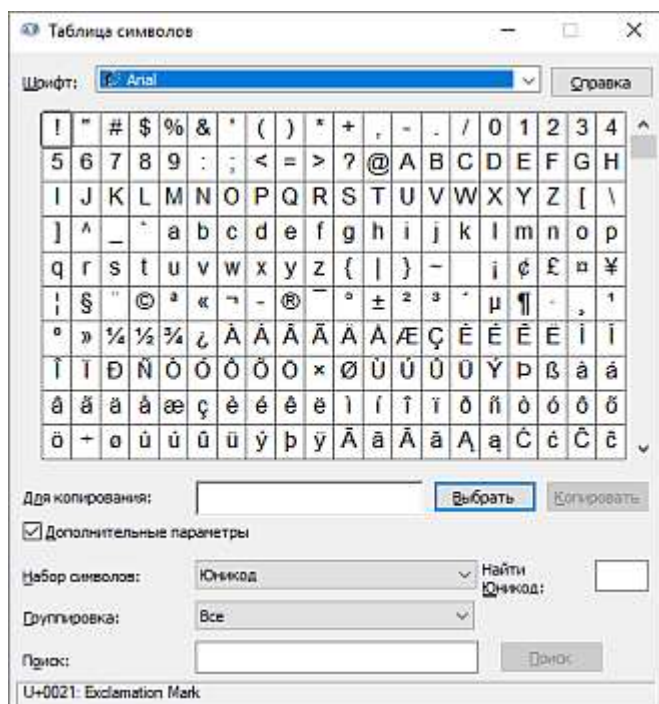 Таблица символов
Шрифт: Arial Справка
! " # $ % & ' ( ) * + , - . / 0 1 2 3 4
5 6 7 8 9 : ; < = > ? @ A B C D E F G H
I J K L M N O P Q R S T U V W X Y Z [ \
] ^ _ ` a b c d e f g h i j k l m n o p
q r s t u v w x y z { | } ~ ¡ ¢ £ ¤ ¥
¦ § ¨ © ª « ¬ - ® ¯ ° ± ² ³ ´ µ ¶ · ¸ ¹
º » ¼ ½ ¾ ¿ À Á Â Ã Ä Å Æ Ç È É Ê Ë Ì Í
Î Ï Ð Ñ Ò Ó Ô Õ Ö × Ø Ù Ú Û Ü Ý Þ ß à á
â ã ä å æ ç è é ê ë ì í î ï ð ñ ò ó ô õ
ö ÷ ø ù ú û ü ý þ ÿ Ā ā Ă ă Ą ą Ć ć Ĉ ĉ
Для копирования: Выбрать Копировать
Дополнительные параметры
Набор символов: Юникод Найти Юникод:
Группировка: Все
Поиск: Поиск
U+0021: Exclamation Mark